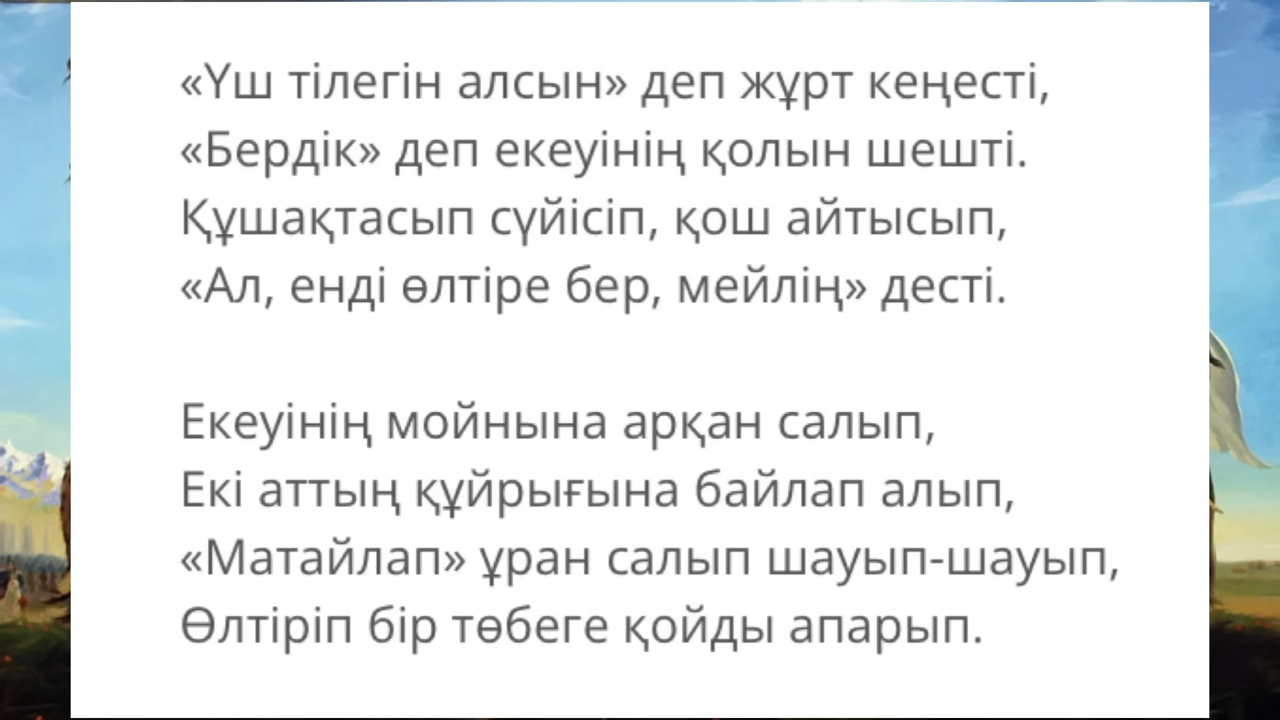 «Үш тілегін алсын» деп жұрт кеңесті,
«Бердік» деп екеуінің қолын шешті.
Құшақтасып сүйісіп, қош айтысып,
«Ал, енді өлтіре бер, мейлің» десті.
Екеуінің мойнына арқан салып,
Екі аттың құйрығына байлап алып,
«Матайлап» ұран салып шауып-шауып,
Өлтіріп бір төбеге қойды апарып.